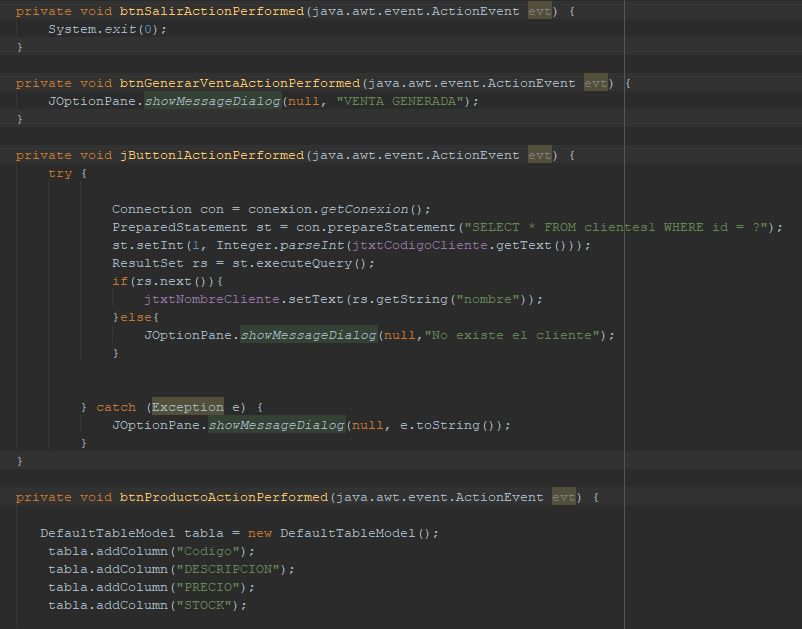 private void btnSalirActionPerformed(java.awt.event.ActionEvent evt) {
System.exit(0);
}
private void btnGenerarVentaActionPerformed(java.awt.event.ActionEvent evt) {
JOptionPane.showMessageDialog(null, "VENTA GENERADA");
}
private void jButton1ActionPerformed(java.awt.event.ActionEvent evt) {
try {
Connection con = conexion.getConexion();
PreparedStatement st = con.prepareStatement("SELECT * FROM clientes1 WHERE id = ?");
st.setInt(1, Integer.parseInt(jtxtCodigoCliente.getText()));
ResultSet rs = st.executeQuery();
if(rs.next()){
jtxtNombreCliente.setText(rs.getString("nombre"));
}else{
JOptionPane.showMessageDialog(null,"No existe el cliente");
}
} catch (Exception e) {
JOptionPane.showMessageDialog(null, e.toString());
}
}
private void btnProductoActionPerformed(java.awt.event.ActionEvent evt) {
DefaultTableModel tabla = new DefaultTableModel();
tabla.addColumn("Codigo");
tabla.addColumn("DESCRIPCION");
tabla.addColumn("PRECIO");
tabla.addColumn("STOCK");